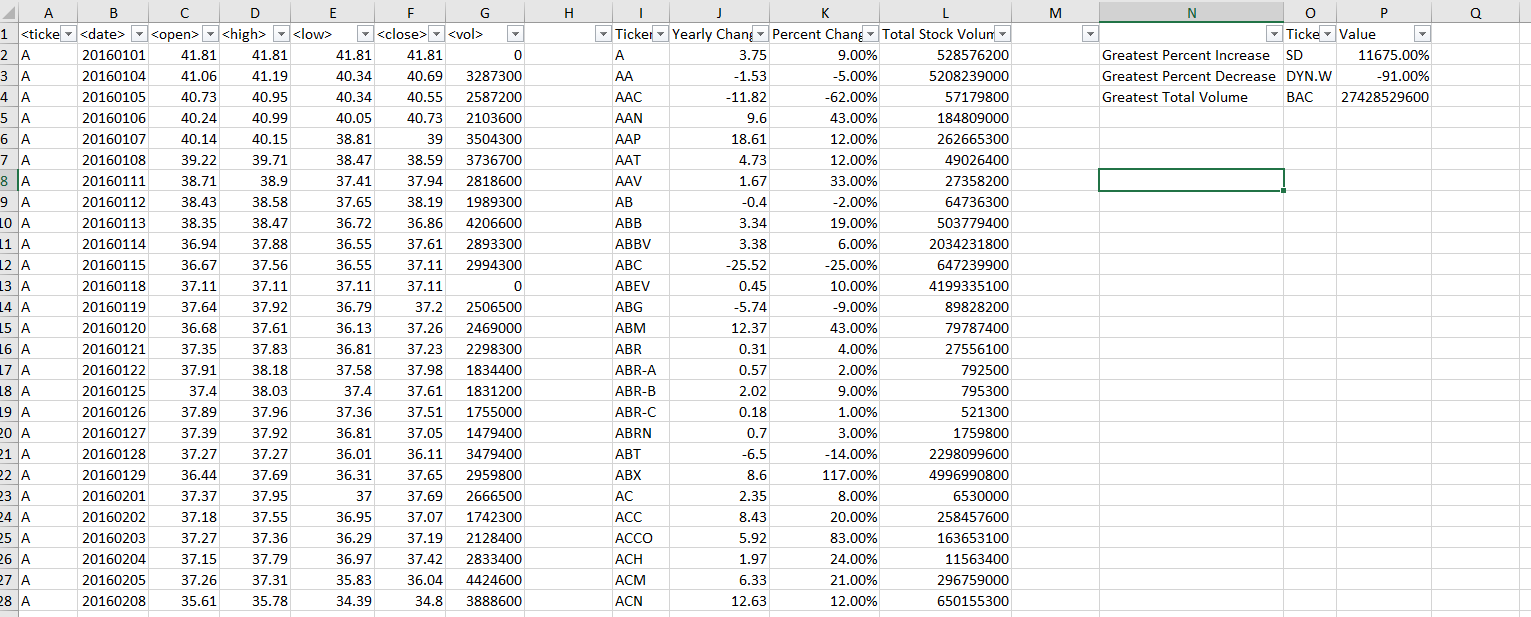 A B C D E F G H I J K L M N O P Q
1 <ticke <date> <open> <high> <low> <close> <vol> Ticker Yearly Chang Percent Chang Total Stock Volum Ticke Value
2 A 20160101 41.81 41.81 41.81 41.81 0 A 3.75 9.00% 528576200 Greatest Percent Increase SD 11675.00%
3 A 20160104 41.06 41.19 40.34 40.69 3287300 AA -1.53 -5.00% 5208239000 Greatest Percent Decrease DYN.W -91.00%
4 A 20160105 40.73 40.95 40.34 40.55 2587200 AAC -11.82 -62.00% 57179800 Greatest Total Volume BAC 27428529600
5 A 20160106 40.24 40.99 40.05 40.73 2103600 AAN 9.6 43.00% 184809000
6 A 20160107 40.14 40.15 38.81 39 3504300 AAP 18.61 12.00% 262665300
7 A 20160108 39.22 39.71 38.47 38.59 3736700 AAT 4.73 12.00% 49026400
8 A 20160111 38.71 38.9 37.41 37.94 2818600 AAV 1.67 33.00% 27358200
9 A 20160112 38.43 38.58 37.65 38.19 1989300 AB -0.4 -2.00% 64736300
10 A 20160113 38.35 38.47 36.72 36.86 4206600 ABB 3.34 19.00% 503779400
11 A 20160114 36.94 37.88 36.55 37.61 2893300 ABBV 3.38 6.00% 2034231800
12 A 20160115 36.67 37.56 36.55 37.11 2994300 ABC -25.52 -25.00% 647239900
13 A 20160118 37.11 37.11 37.11 37.11 0 ABEV 0.45 10.00% 4199335100
14 A 20160119 37.64 37.92 36.79 37.2 2506500 ABG -5.74 -9.00% 89828200
15 A 20160120 36.68 37.61 36.13 37.26 2469000 ABM 12.37 43.00% 79787400
16 A 20160121 37.35 37.83 36.81 37.23 2298300 ABR 0.31 4.00% 27556100
17 A 20160122 37.91 38.18 37.58 37.98 1834400 ABR-A 0.57 2.00% 792500
18 A 20160125 37.4 38.03 37.4 37.61 1831200 ABR-B 2.02 9.00% 795300
19 A 20160126 37.89 37.96 37.36 37.51 1755000 ABR-C 0.18 1.00% 521300
20 A 20160127 37.39 37.92 36.81 37.05 1479400 ABRN 0.7 3.00% 1759800
21 A 20160128 37.27 37.27 36.01 36.11 3479400 ABT -6.5 -14.00% 2298099600
22 A 20160129 36.44 37.69 36.31 37.65 2959800 ABX 8.6 117.00% 4996990800
23 A 20160201 37.37 37.95 37 37.69 2666500 AC 2.35 8.00% 6530000
24 A 20160202 37.18 37.55 36.95 37.07 1742300 ACC 8.43 20.00% 258457600
25 A 20160203 37.27 37.36 36.29 37.19 2128400 ACCO 5.92 83.00% 163653100
26 A 20160204 37.15 37.79 36.97 37.42 2833400 ACH 1.97 24.00% 11563400
27 A 20160205 37.26 37.31 35.83 36.04 4424600 ACM 6.33 21.00% 296759000
28 A 20160208 35.61 35.78 34.39 34.8 3888600 ACN 12.63 12.00% 650155300